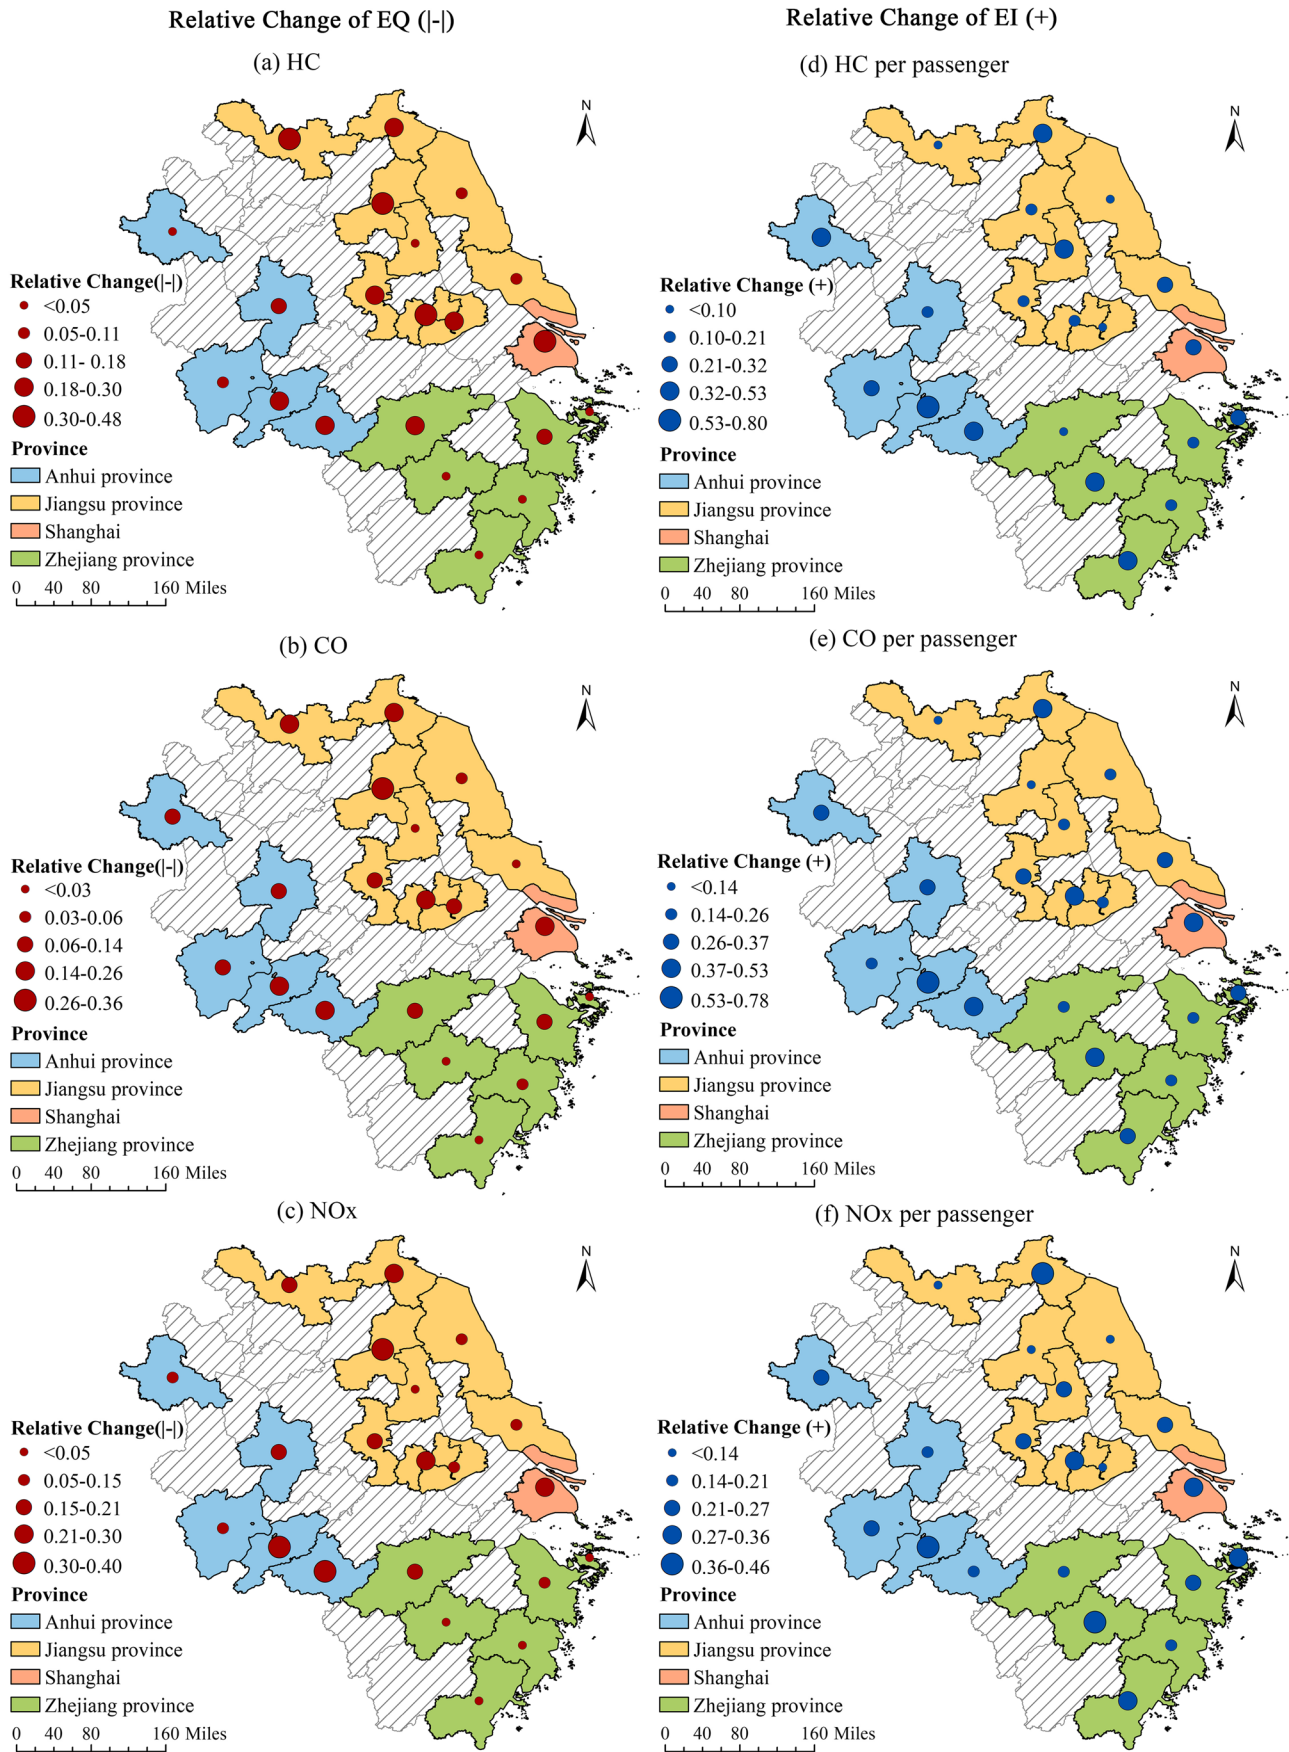 Relative Change of EQ (|-|)
Relative Change of EI (+)
(a) HC
N
Relative Change(|-|)
<0.05
0.05-0.11
0.11- 0.18
0.18-0.30
0.30-0.48
Province
Anhui province
Jiangsu province
Shanghai
Zhejiang province
0 40 80 160 Miles
(d) HC per passenger
N
Relative Change (+)
<0.10
0.10-0.21
0.21-0.32
0.32-0.53
0.53-0.80
Province
Anhui province
Jiangsu province
Shanghai
Zhejiang province
0 40 80 160 Miles
(b) CO
N
Relative Change(|-|)
<0.03
0.03-0.06
0.06-0.14
0.14-0.26
0.26-0.36
Province
Anhui province
Jiangsu province
Shanghai
Zhejiang province
0 40 80 160 Miles
(e) CO per passenger
N
Relative Change (+)
<0.14
0.14-0.26
0.26-0.37
0.37-0.53
0.53-0.78
Province
Anhui province
Jiangsu province
Shanghai
Zhejiang province
0 40 80 160 Miles
(c) NOx
N
Relative Change(|-|)
<0.05
0.05-0.15
0.15-0.21
0.21-0.30
0.30-0.40
Province
Anhui province
Jiangsu province
Shanghai
Zhejiang province
0 40 80 160 Miles
(f) NOx per passenger
N
Relative Change (+)
<0.14
0.14-0.21
0.21-0.27
0.27-0.36
0.36-0.46
Province
Anhui province
Jiangsu province
Shanghai
Zhejiang province
0 40 80 160 Miles